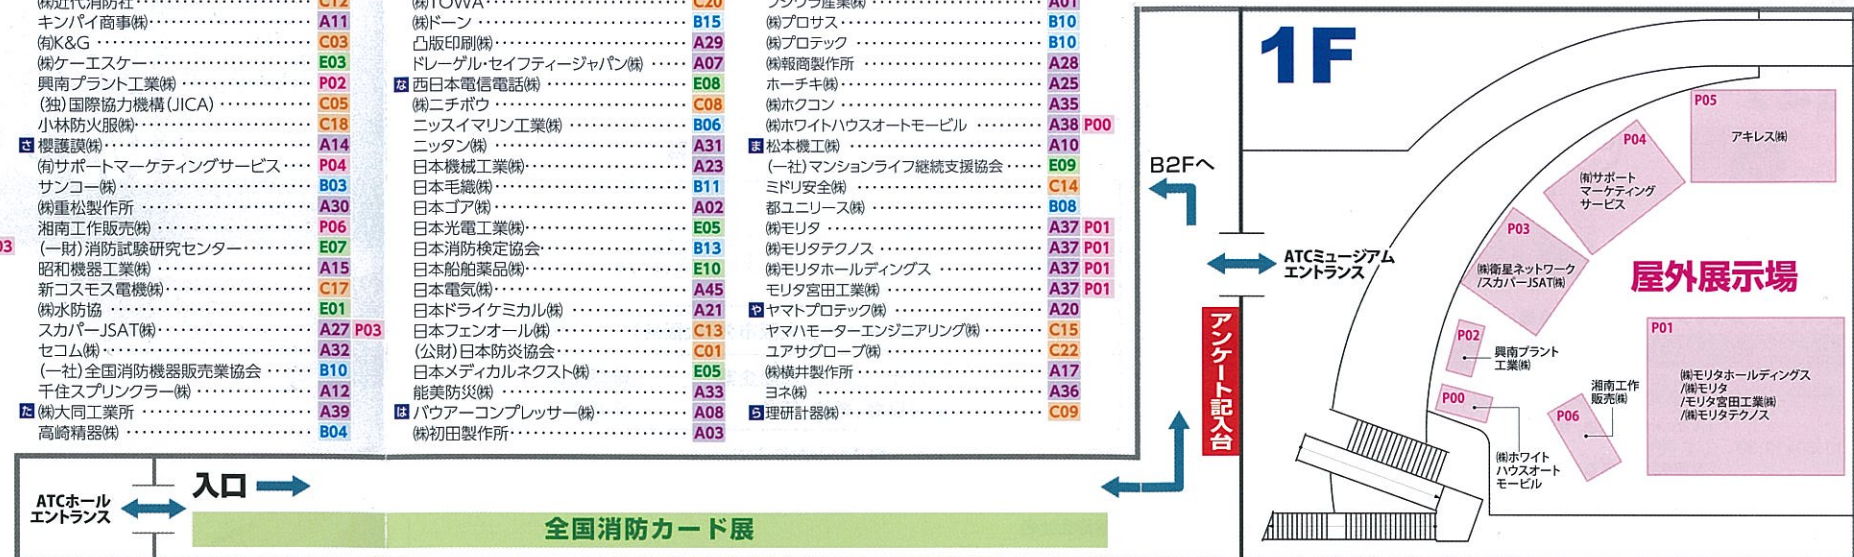 ㈱近代消防社 C12
キンパイ商事㈱ A11
㈲K&G C03
㈱ケーエスケー E03
興南プラント工業㈱ P02
(独)国際協力機構(JICA) C05
小林防火服㈱ C18
さ 櫻護謨㈱ A14
㈲サポートマーケティングサービス P04
サンコー㈱ B03
㈱重松製作所 A30
湘南工作販売㈱ P06
03 (一財)消防試験研究センター E07
昭和機器工業㈱ A15
新コスモス電機㈱ C17
㈱水防協 E01
スカパーJSAT㈱ A27 P03
セコム㈱ A32
(一社)全国消防機器販売業協会 B10
千住スプリンクラー㈱ A12
た ㈱大同工業所 A39
高崎精器㈱ B04
㈱TOWA C20
㈱ドーン B15
凸版印刷㈱ A29
ドレーゲル・セイフティージャパン㈱ A07
な 西日本電信電話㈱ E08
㈱ニチボウ C08
ニッスイマリン工業㈱ B06
ニッタン㈱ A31
日本機械工業㈱ A23
日本毛織㈱ B11
日本ゴア㈱ A02
日本光電工業㈱ E05
日本消防検定協会 B13
日本船舶薬品㈱ E10
日本電気㈱ A45
日本ドライケミカル㈱ A21
日本フェンオール㈱ C13
(公財)日本防炎協会 C01
日本メディカルネクスト㈱ E05
能美防災㈱ A33
は バウアーコンプレッサー㈱ A08
㈱初田製作所 A03
フジクラ産業㈱ A01
㈱プロサス B10
㈱プロテック B10
㈱報商製作所 A28
ホーチキ㈱ A25
㈱ホクコン A35
㈱ホワイトハウスオートモービル A38 P00
ま 松本機工㈱ A10
(一社)マンションライフ継続支援協会 E09
ミドリ安全㈱ C14
都ユニリース㈱ B08
㈱モリタ A37 P01
㈱モリタテクノス A37 P01
㈱モリタホールディングス A37 P01
モリタ宮田工業㈱ A37 P01
や ヤマトプロテック㈱ A20
ヤマハモーターエンジニアリング㈱ C15
ユアサグローブ㈱ C22
㈱横井製作所 A17
ヨネ㈱ A36
ら 理研計器㈱ C09
ATCホール
エントランス
入口
全国消防カード展
B2Fへ
ATCミュージアム
エントランス
アンケート記入台
1F
P05
アキレス㈱
P04
㈲サポート
マーケティング
サービス
P03
㈱衛星ネットワーク
/スカパーJSAT㈱
屋外展示場
P02
興南プラント
工業㈱
P00
㈱ホワイト
ハウスオート
モービル
湘南工作
販売㈱
P06
P01
㈱モリタホールディングス
/㈱モリタ
/モリタ宮田工業㈱
/㈱モリタテクノス